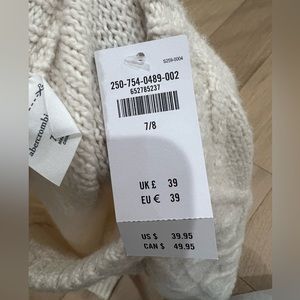 S259-0004
250-754-0489-002
652785237
7/8
UK £ 39
EU € 39
US $ 39.95
CAN $ 49.95
abercrombie
7